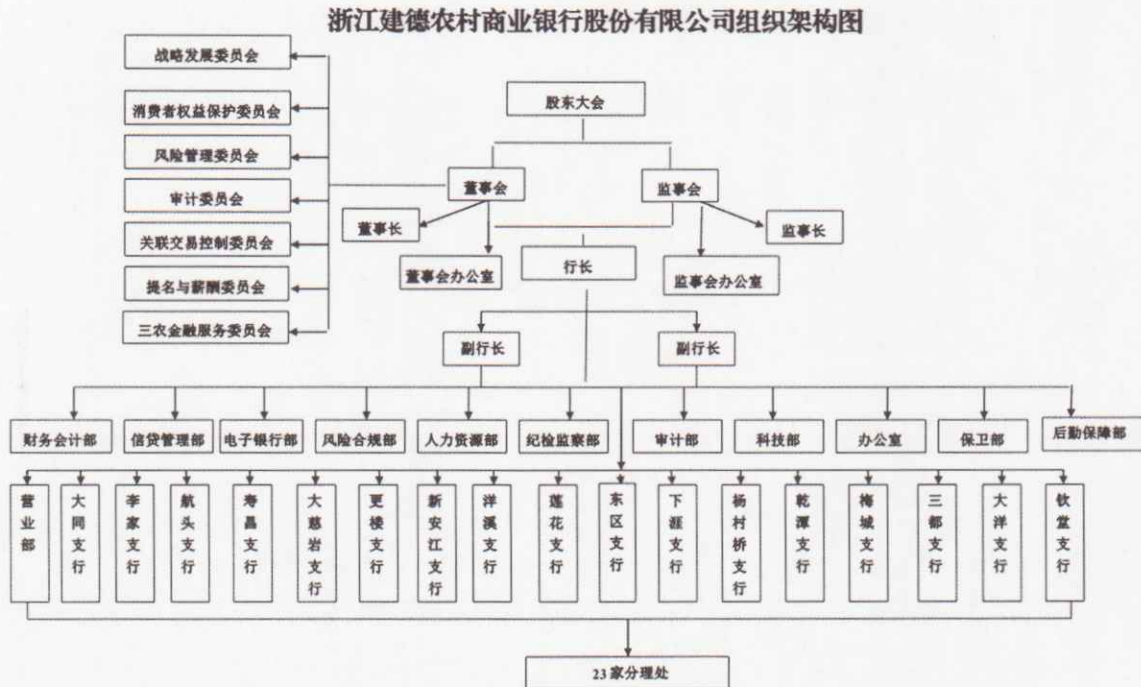 浙江建德农村商业银行股份有限公司组织架构图
战略发展委员会
消费者权益保护委员会
风险管理委员会
审计委员会
关联交易控制委员会
提名与薪酬委员会
三农金融服务委员会
股东大会
董事会
监事会
董事长
监事长
董事会办公室
行长
监事会办公室
副行长
副行长
财务会计部
信贷管理部
电子银行部
风险合规部
人力资源部
纪检监察部
审计部
科技部
办公室
保卫部
后勤保障部
营业部
大同支行
李家支行
航头支行
寿昌支行
大慈岩支行
更楼支行
新安江支行
洋溪支行
莲花支行
东区支行
下涯支行
杨村桥支行
乾潭支行
梅城支行
三都支行
大洋支行
钦堂支行
23家分理处